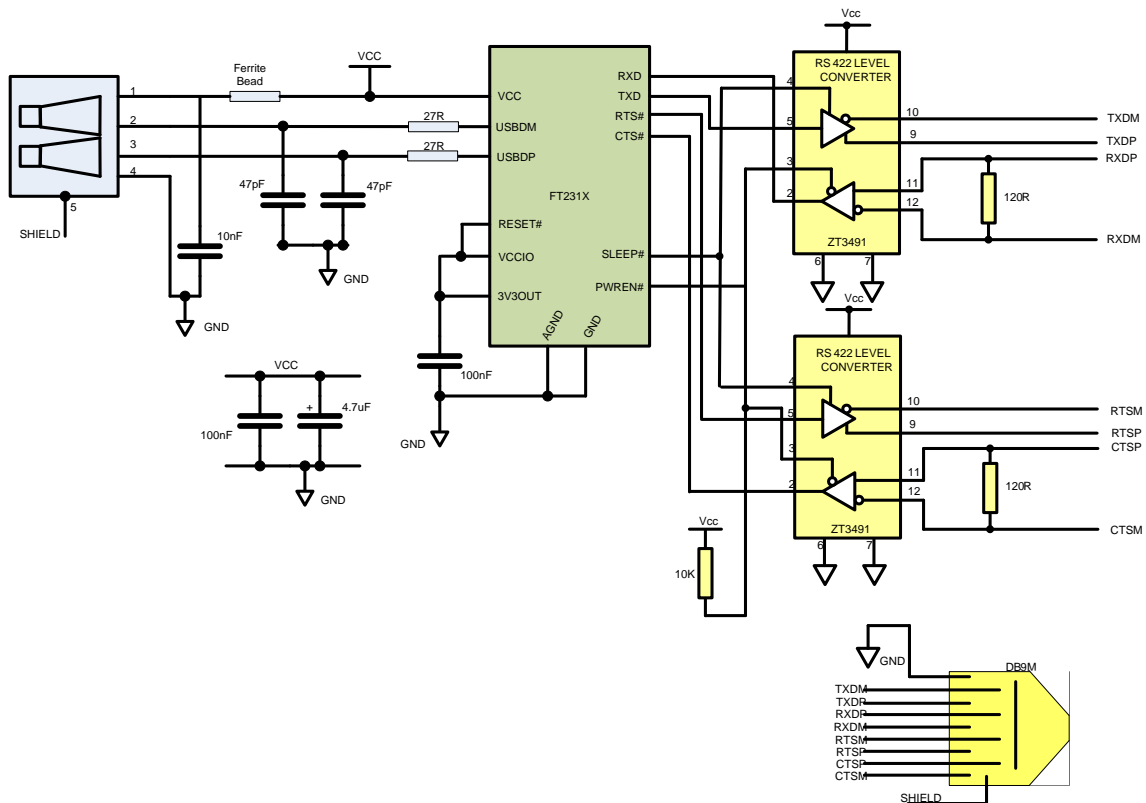 Vcc
VCC
Ferrite
Bead
1
2
3
4
5
SHIELD
27R
27R
47pF
47pF
10nF
GND
GND
VCC
USBDM
USBDP
RESET#
VCCIO
3V3OUT
FT231X
AGND
GND
RXD
TXD
RTS#
CTS#
SLEEP#
PWREN#
100nF
GND
VCC
100nF
+
4.7uF
GND
RS 422 LEVEL
CONVERTER
4
5
3
2
10
9
11
12
ZT3491
6
7
120R
TXDM
TXDP
RXDP
RXDM
Vcc
RS 422 LEVEL
CONVERTER
4
5
3
2
10
9
11
12
ZT3491
6
7
120R
RTSM
RTSP
CTSP
CTSM
Vcc
10K
GND
DB9M
TXDM
TXDP
RXDP
RXDM
RTSM
RTSP
CTSP
CTSM
SHIELD